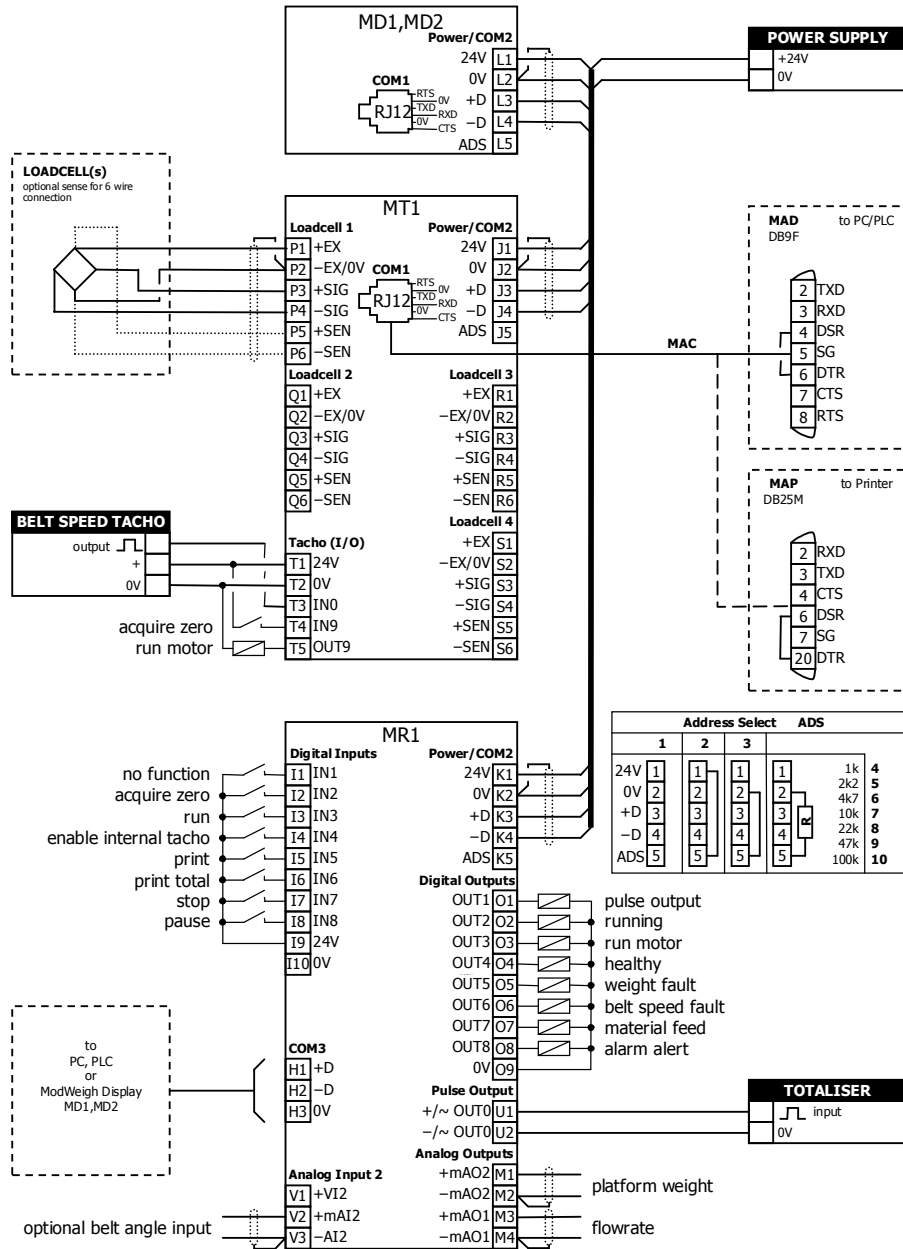 MD1,MD2
Power/COM2
24V L1
0V L2
+D L3
−D L4
ADS L5
COM1
RJ12
RTS
0V
TXD
RXD
0V
CTS
POWER SUPPLY
+24V
0V
LOADCELL(s)
optional sense for 6 wire
connection
MT1
Loadcell 1
P1 +EX
P2 −EX/0V
P3 +SIG
P4 −SIG
P5 +SEN
P6 −SEN
COM1
RJ12
RTS
0V
TXD
RXD
0V
CTS
Power/COM2
24V J1
0V J2
+D J3
−D J4
ADS J5
MAC
Loadcell 2
Q1 +EX
Q2 −EX/0V
Q3 +SIG
Q4 −SIG
Q5 +SEN
Q6 −SEN
Loadcell 3
+EX R1
−EX/0V R2
+SIG R3
−SIG R4
+SEN R5
−SEN R6
Loadcell 4
+EX S1
−EX/0V S2
+SIG S3
−SIG S4
+SEN S5
−SEN S6
BELT SPEED TACHO
output
+
0V
acquire zero
run motor
Tacho (I/O)
T1 24V
T2 0V
T3 IN0
T4 IN9
T5 OUT9
MAD to PC/PLC
DB9F
2 TXD
3 RXD
4 DSR
5 SG
6 DTR
7 CTS
8 RTS
MAP to Printer
DB25M
2 RXD
3 TXD
4 CTS
6 DSR
7 SG
20 DTR
Address Select ADS
1 2 3
24V 1 1 1 1
0V 2 2 2 2
+D 3 3 3 3
−D 4 4 4 4
ADS 5 5 5 5
R
1k 4
2k2 5
4k7 6
10k 7
22k 8
47k 9
100k 10
MR1
Digital Inputs
no function I1 IN1
acquire zero I2 IN2
run I3 IN3
enable internal tacho I4 IN4
print I5 IN5
print total I6 IN6
stop I7 IN7
pause I8 IN8
I9 24V
I10 0V
Power/COM2
24V K1
0V K2
+D K3
−D K4
ADS K5
Digital Outputs
OUT1 O1 pulse output
OUT2 O2 running
OUT3 O3 run motor
OUT4 O4 healthy
OUT5 O5 weight fault
OUT6 O6 belt speed fault
OUT7 O7 material feed
OUT8 O8 alarm alert
0V O9
to
PC, PLC
or
ModWeigh Display
MD1,MD2
COM3
H1 +D
H2 −D
H3 0V
Pulse Output
+/~ OUT0 U1
−/~ OUT0 U2
TOTALISER
input
0V
Analog Outputs
+mAO2 M1
−mAO2 M2
platform weight
+mAO1 M3
−mAO1 M4
flowrate
Analog Input 2
V1 +VI2
V2 +mAI2
V3 −AI2
optional belt angle input